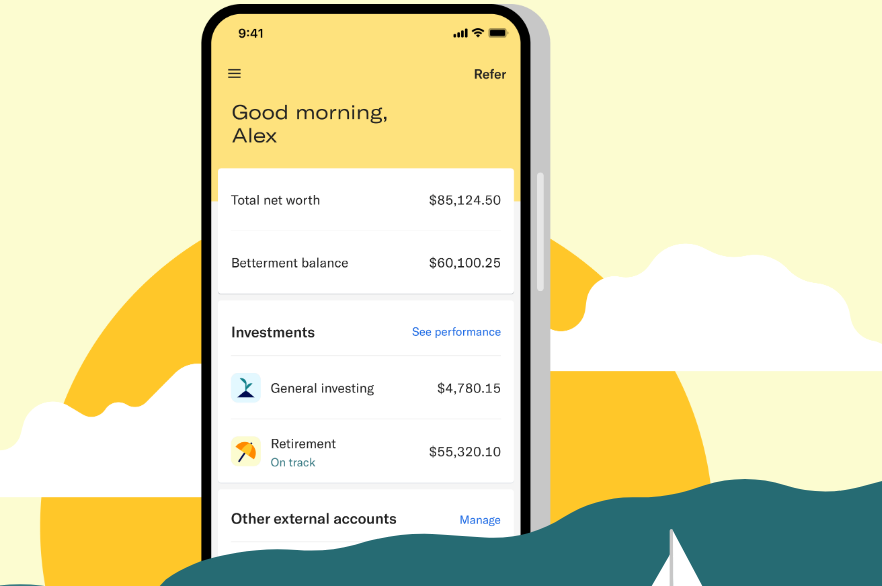 9:41
Refer
Good morning,
Alex
Total net worth $85,124.50
Betterment balance $60,100.25
Investments See performance
General investing $4,780.15
Retirement
On track
$55,320.10
Other external accounts Manage